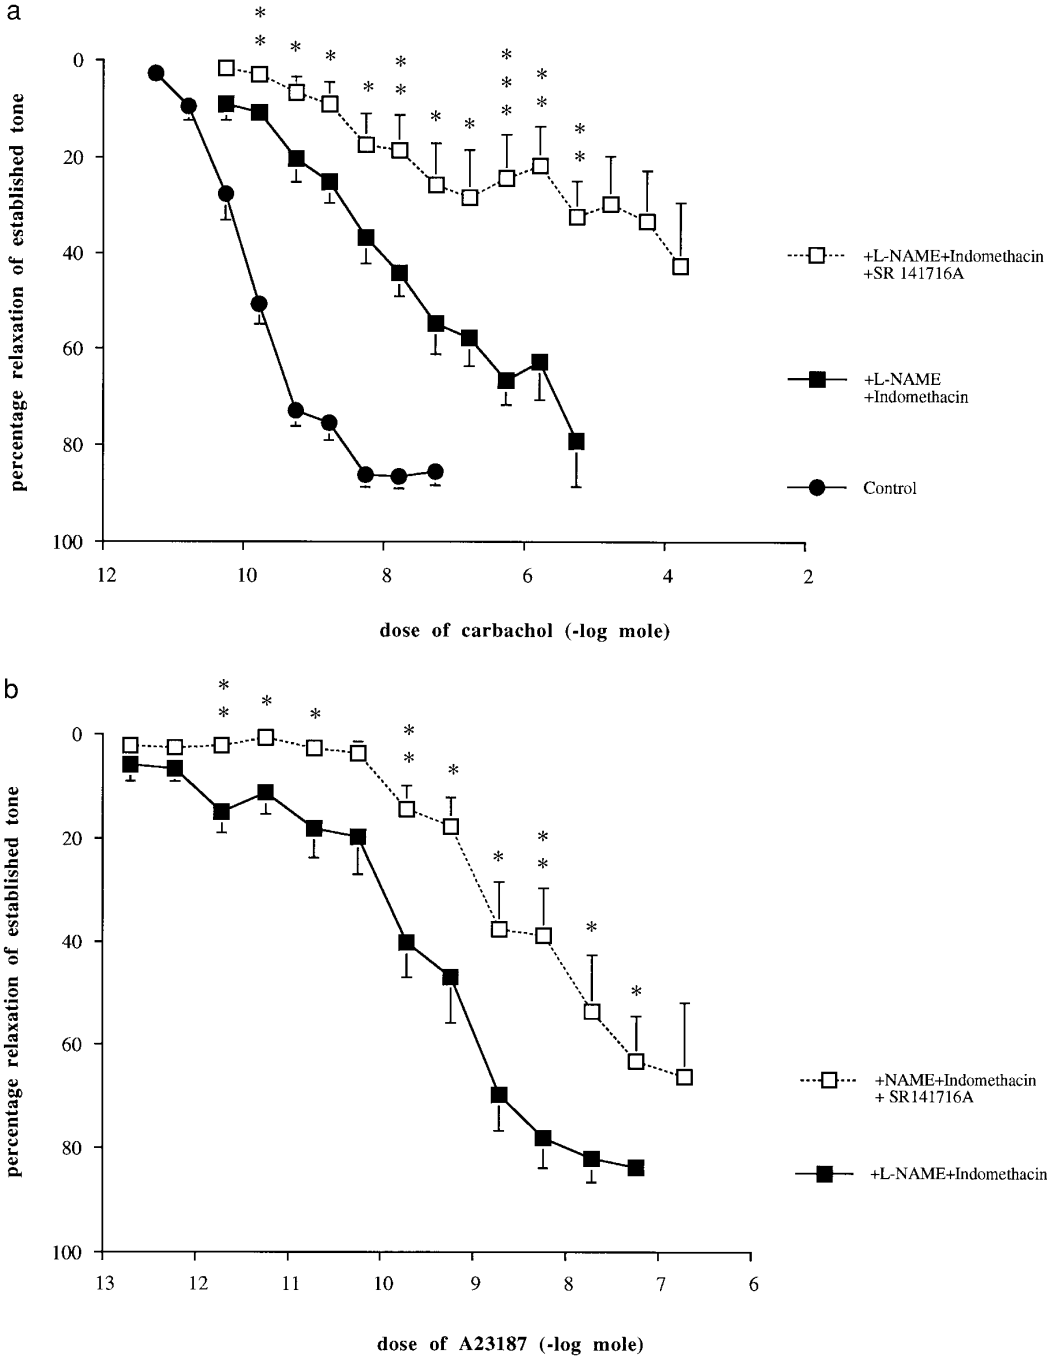 a
* *
* * * * * *
* * * * * * *
* * * *
0
20
40
60
80
100
percentage relaxation of established tone
12 10 8 6 4 2
dose of carbachol (-log mole)
+L-NAME+Indomethacin
+SR 141716A
+L-NAME
+Indomethacin
Control
b
* * * *
* * * *
* * *
* *
0
20
40
60
80
100
percentage relaxation of established tone
13 12 11 10 9 8 7 6
dose of A23187 (-log mole)
+NAME+Indomethacin
+ SR141716A
+L-NAME+Indomethacin